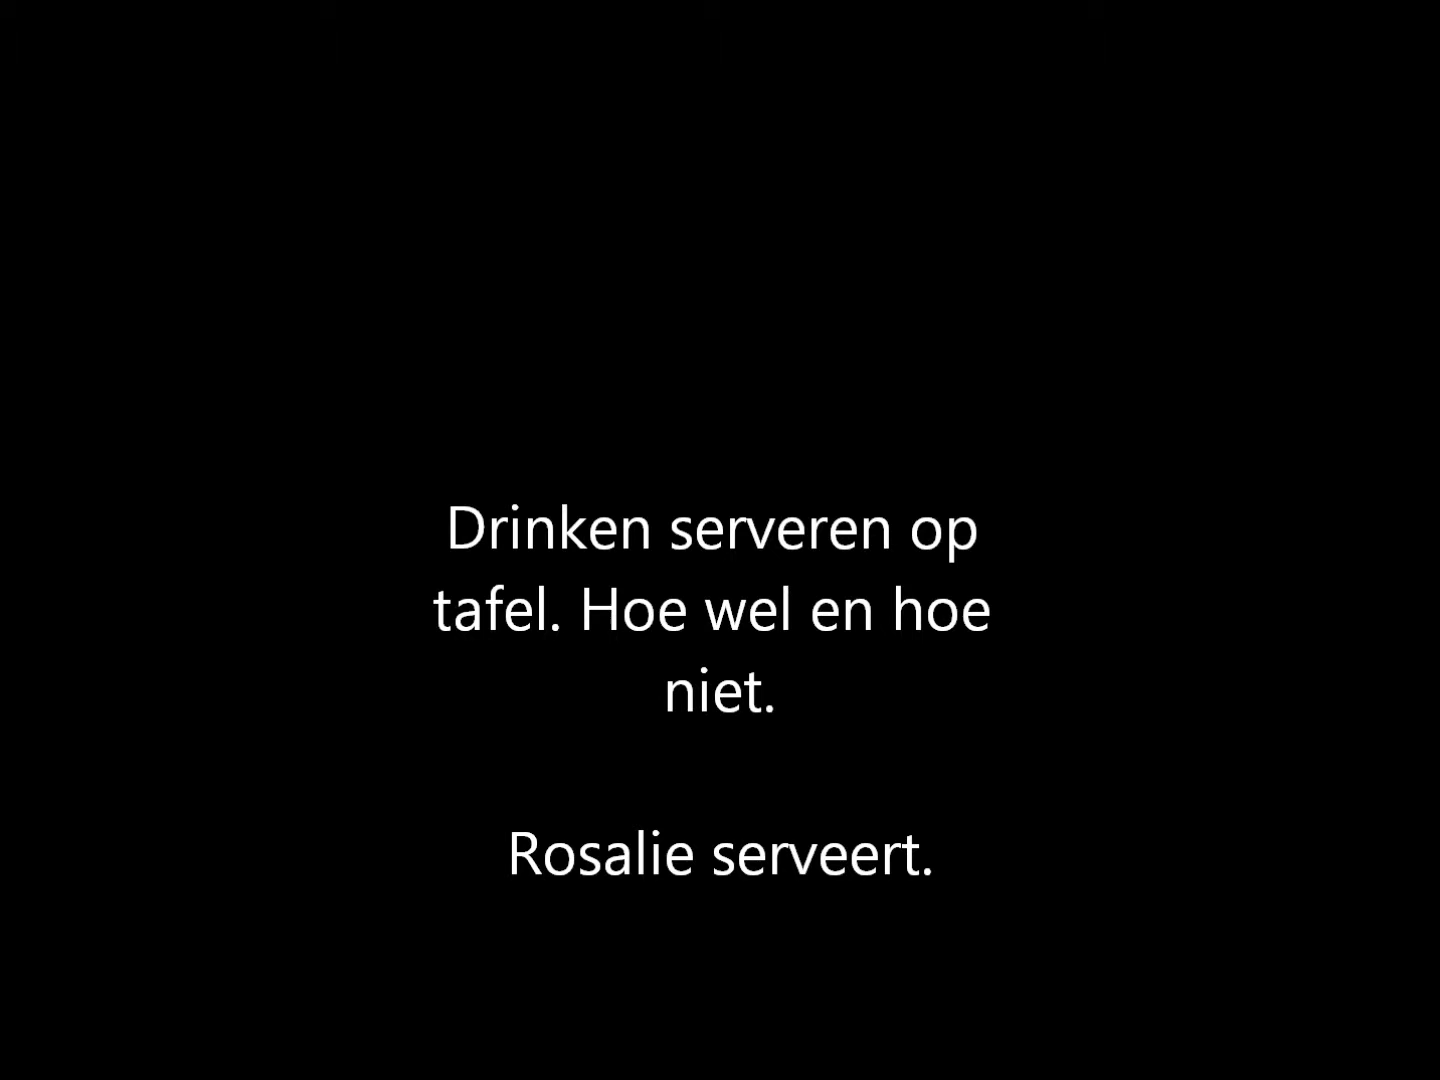 Drinken serveren op
tafel. Hoe wel en hoe
niet.
Rosalie serveert.